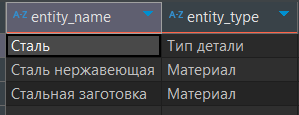 A-Z entity_name A-Z entity_type
Сталь Тип детали
Сталь нержавеющая Материал
Стальная заготовка Материал